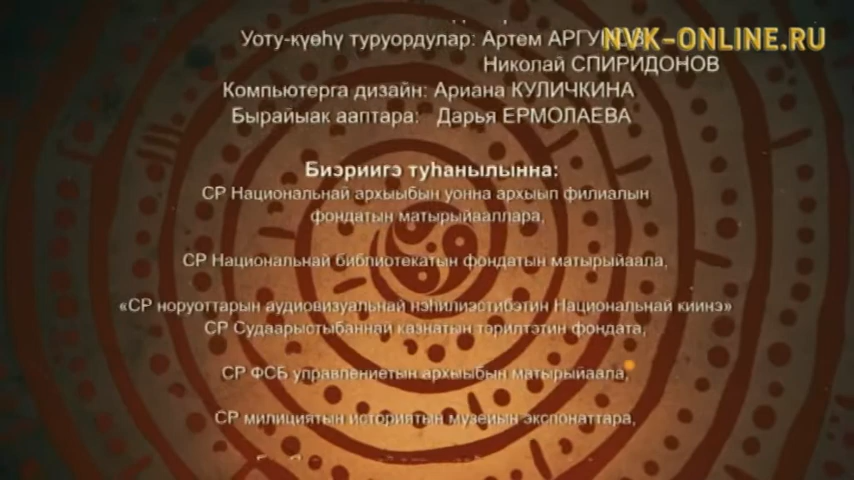 NVK-ONLINE.RU
Уоту-күөһү туруордулар: Артем
Николай СПИРИДОНОВ
Компьютерга дизайн: Ариана КУЛИЧКИНА
Бырайыак ааптара: Дарья ЕРМОЛАЕВА
Биэриигэ туһанылынна:
СР Национальнай архыыбын уонна архыып филиалын
фондатын матырыйааллара,
СР Национальнай библиотекатын фондатын матырыйаала,
«СР норуоттарын аудиовизуальнай нэһилиэстибэтин Национальнай киинэ»
СР Судаарыстыбаннай казнатын тэрилтэтин фондата,
СР ФСБ управлениетын архыыбын матырыйаала,
СР милициятын историятын музейын экспонаттара,